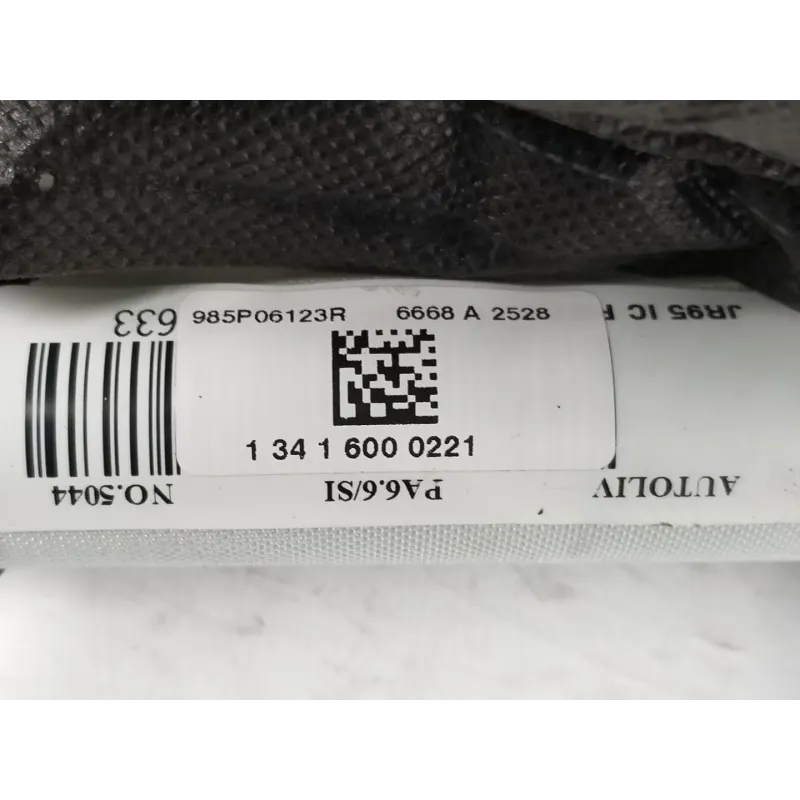 985P06123R 6668 A 2528
1 34 1 600 0221
633
JR95 IC
NO.5044
PA6.6/SI
AUTOLIV